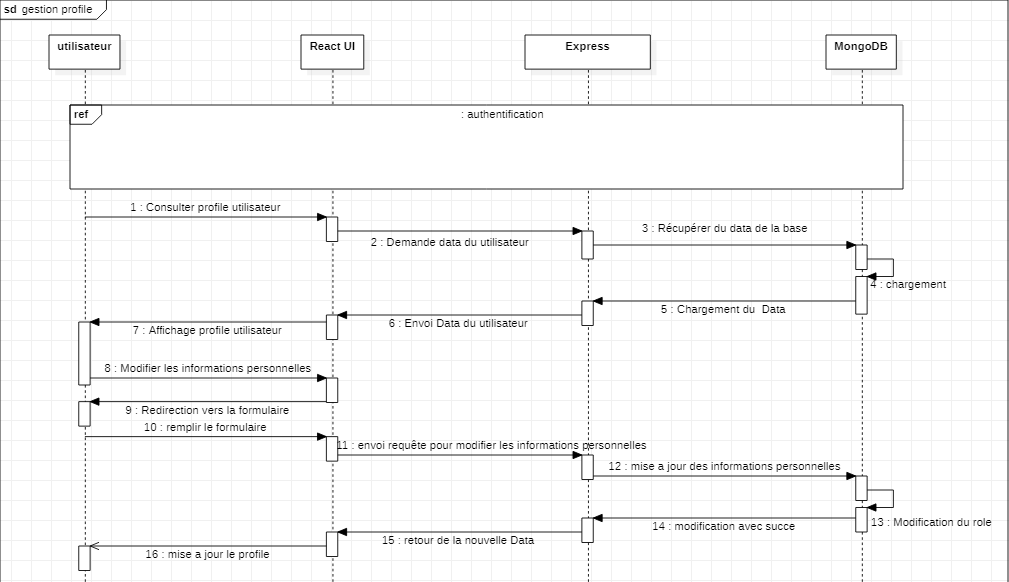 sd gestion profile
utilisateur
React UI
Express
MongoDB
ref
: authentification
1 : Consulter profile utilisateur
2 : Demande data du utilisateur
3 : Récupérer du data de la base
4 : chargement
5 : Chargement du Data
6 : Envoi Data du utilisateur
7 : Affichage profile utilisateur
8 : Modifier les informations personnelles
9 : Redirection vers la formulaire
10 : remplir le formulaire
11 : envoi requête pour modifier les informations personnelles
12 : mise a jour des informations personnelles
13 : Modification du role
14 : modification avec succe
15 : retour de la nouvelle Data
16 : mise a jour le profile